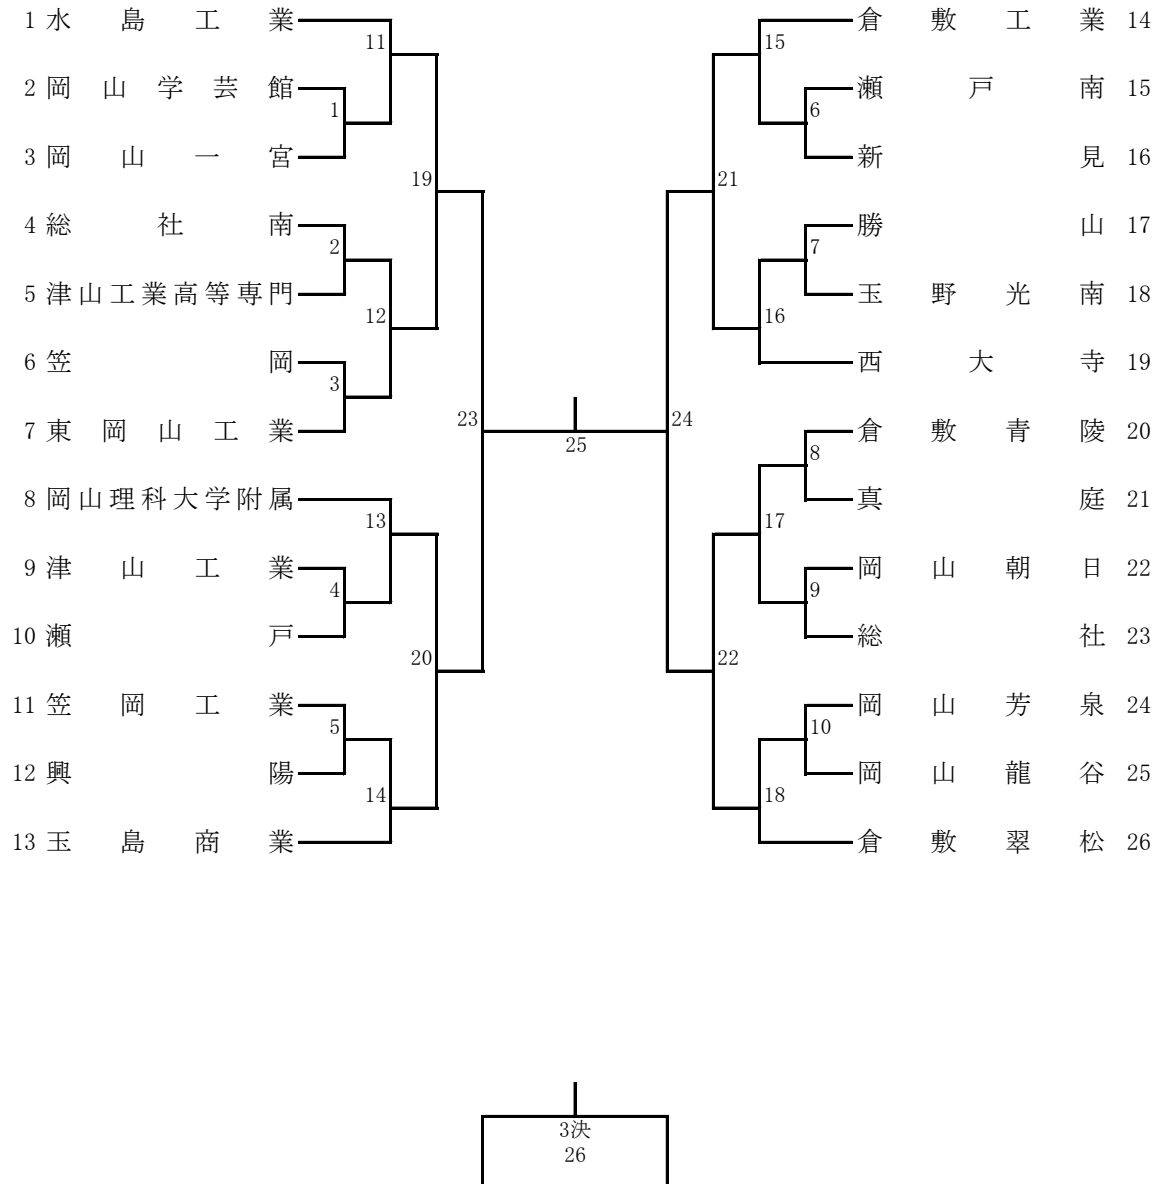 1 水島工業
11
2 岡山学芸館
1
3 岡山一宮
19
4 総社南
2
5 津山工業高等専門
12
6 笠岡
3
7 東岡山工業
23
8 岡山理科大学附属
13
9 津山工業
4
10 瀬戸
20
11 笠岡工業
5
12 興陽
14
13 玉島商業
25
倉敷工業 14
15
瀬戸南 15
6
新見 16
21
勝山 17
7
玉野光南 18
16
西大寺 19
24
倉敷青陵 20
8
真庭 21
17
岡山朝日 22
9
総社 23
22
岡山芳泉 24
10
岡山龍谷 25
18
倉敷翠松 26
3決
26